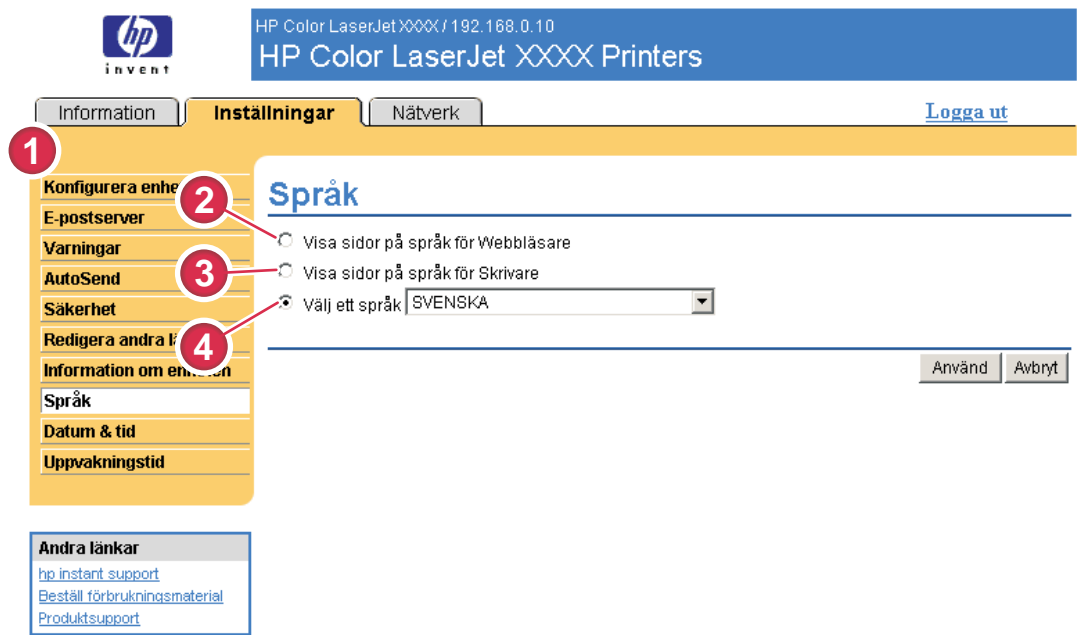 hp
invent
HP Color LaserJet XXXX / 192.168.0.10
HP Color LaserJet XXXX Printers
Information
Inställningar
Nätverk
Logga ut
1
Konfigurera
2
E-postserver
Varningar
AutoSend
3
Säkerhet
Redigera andra
4
Information om
Språk
Datum & tid
Uppvakningstid
Språk
Visa sidor på språk för Webbläsare
Visa sidor på språk för Skrivare
Välj ett språk SVENSKA
Använd Avbryt
Andra länkar
hp instant support
Beställ förbrukningsmaterial
Produktsupport